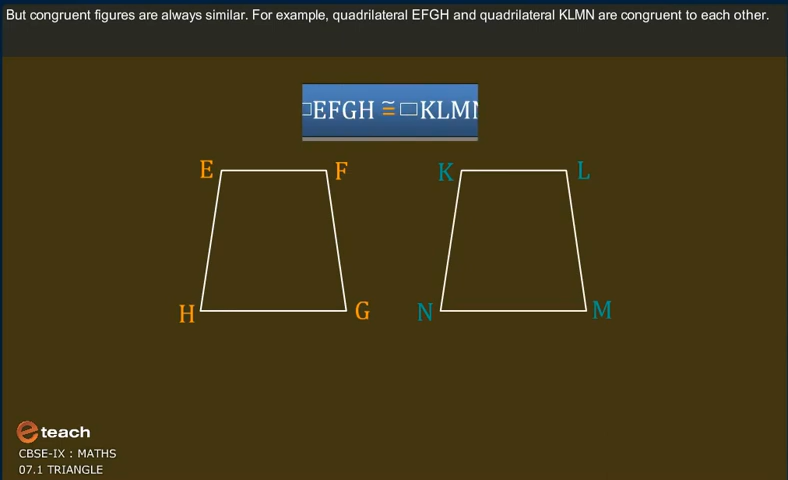 But congruent figures are always similar. For example, quadrilateral EFGH and quadrilateral KLMN are congruent to each other.
□EFGH ≅ □KLMN
E F K L
H G N M
e teach
CBSE-IX : MATHS
07.1 TRIANGLE